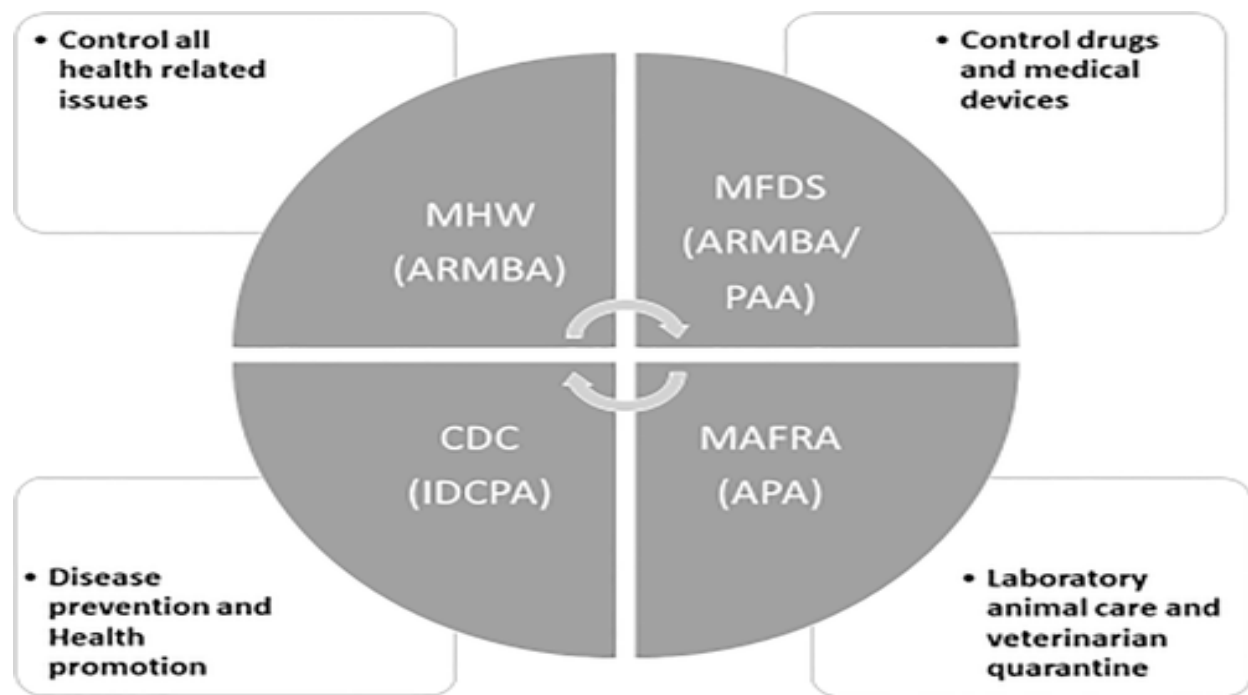 • Control all
health related
issues
• Control drugs
and medical
devices
MHW
(ARMBA)
MFDS
(ARMBA/
PAA)
CDC
(IDCPA)
MAFRA
(APA)
• Disease
prevention and
Health
promotion
• Laboratory
animal care and
veterinarian
quarantine